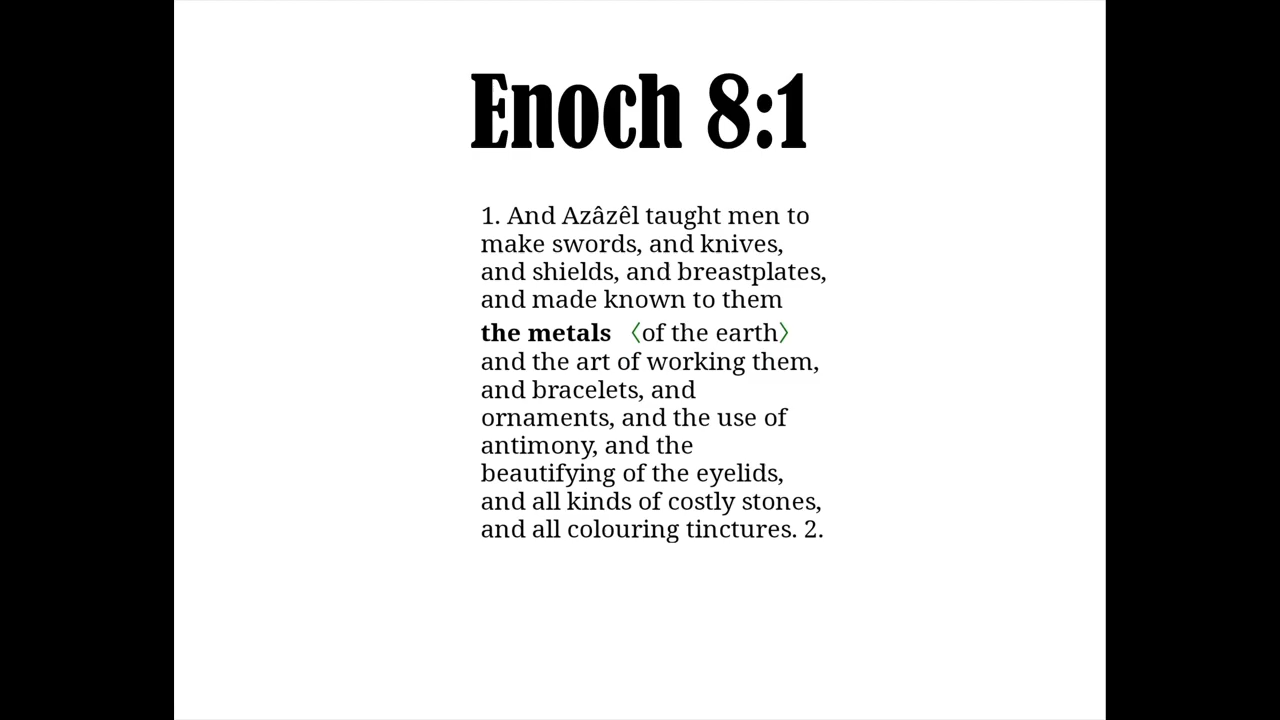 Enoch 8:1
1. And Azâzêl taught men to
make swords, and knives,
and shields, and breastplates,
and made known to them
the metals 〈of the earth〉
and the art of working them,
and bracelets, and
ornaments, and the use of
antimony, and the
beautifying of the eyelids,
and all kinds of costly stones,
and all colouring tinctures. 2.